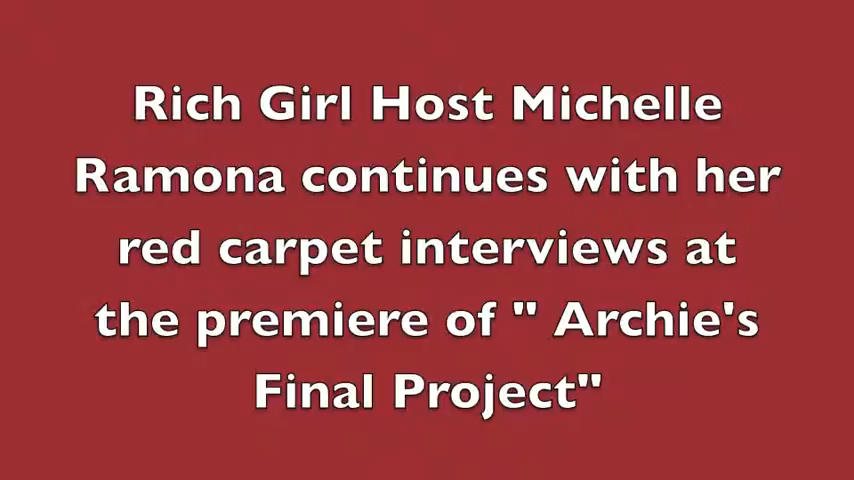 Rich Girl Host Michelle
Ramona continues with her
red carpet interviews at
the premiere of " Archie's
Final Project"